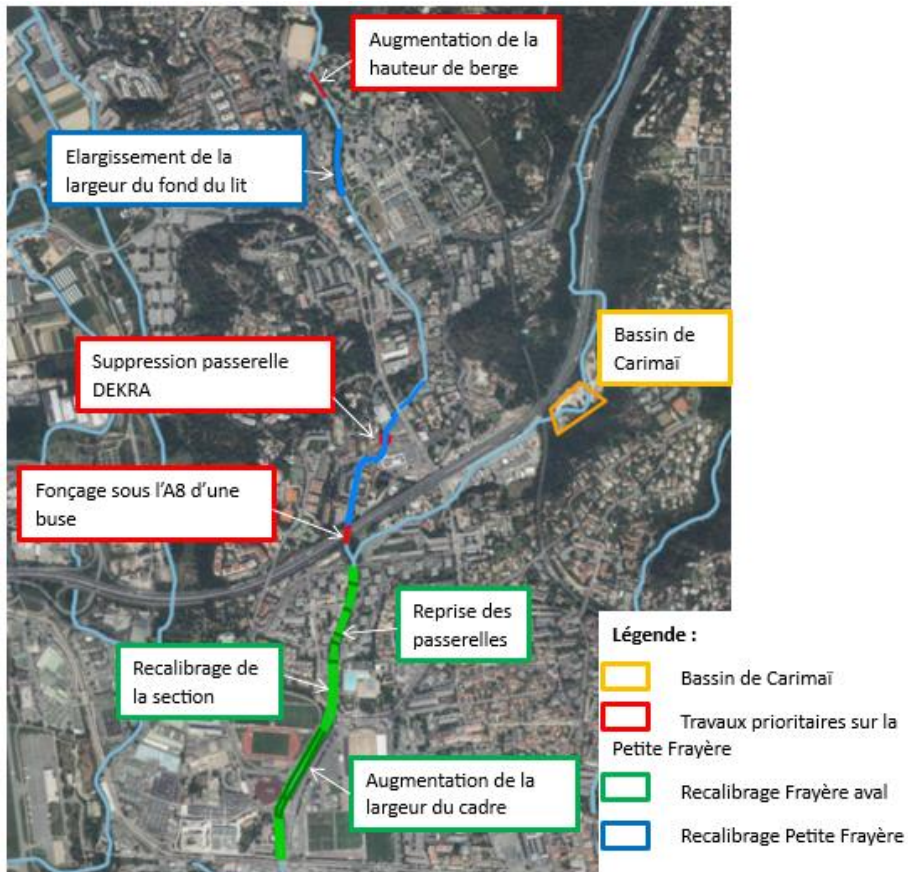 Augmentation de la
hauteur de berge
Elargissement de la
largeur du fond du lit
Suppression passerelle
DEKRA
Bassin de
Carimaï
Fonçage sous l'A8 d'une
buse
Reprise des
passerelles
Recalibrage de
la section
Augmentation de la
largeur du cadre
Légende :
Bassin de Carimaï
Travaux prioritaires sur la
Petite Frayère
Recalibrage Frayère aval
Recalibrage Petite Frayère